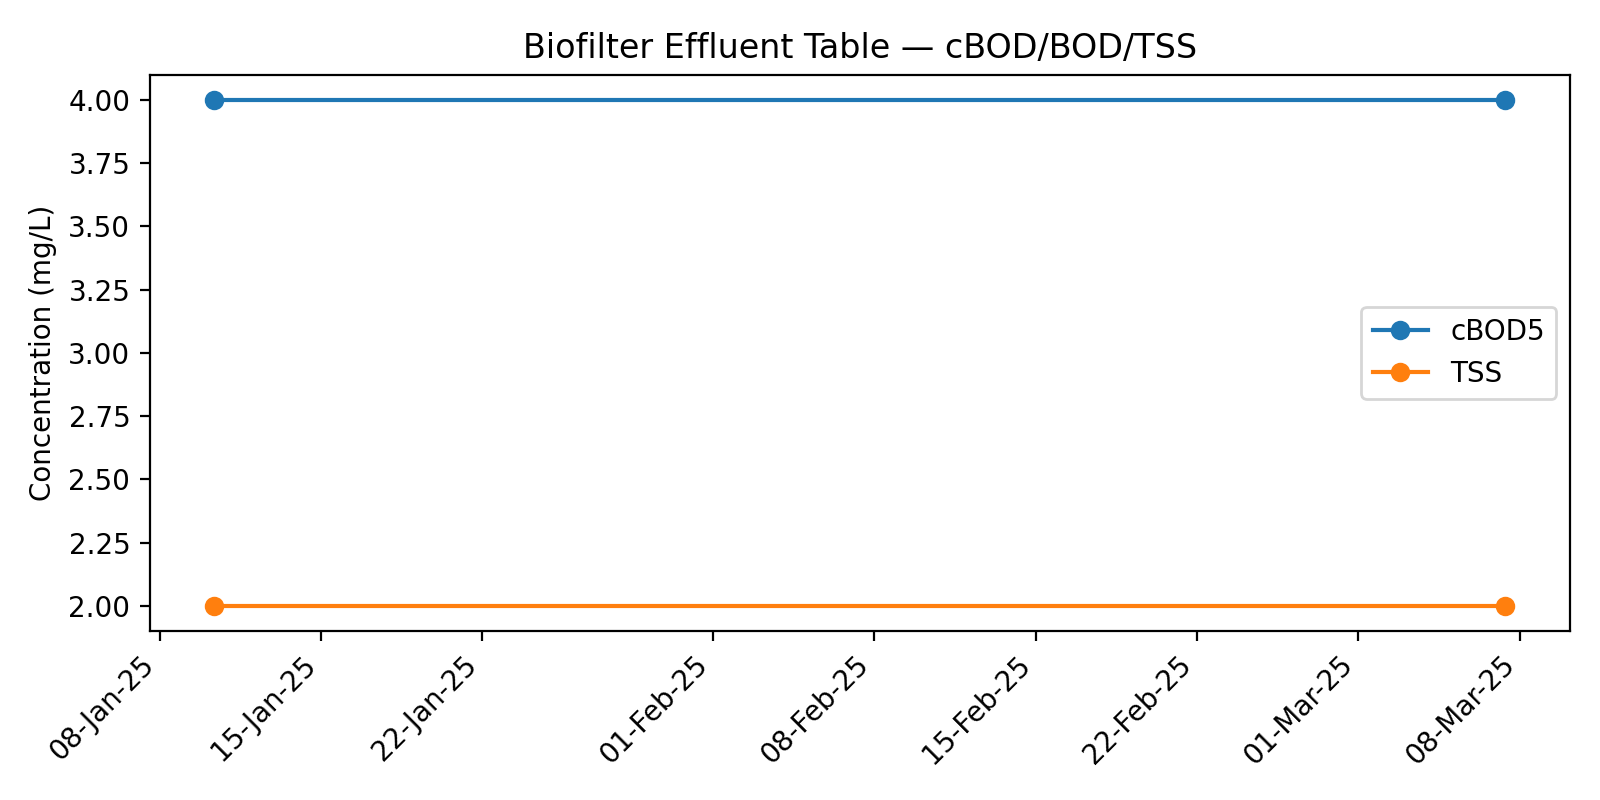 Biofilter Effluent Table — cBOD/BOD/TSS
Concentration (mg/L)
4.00
3.75
3.50
3.25
3.00
2.75
2.50
2.25
2.00
cBOD5
TSS
08-Jan-25
15-Jan-25
22-Jan-25
01-Feb-25
08-Feb-25
15-Feb-25
22-Feb-25
01-Mar-25
08-Mar-25